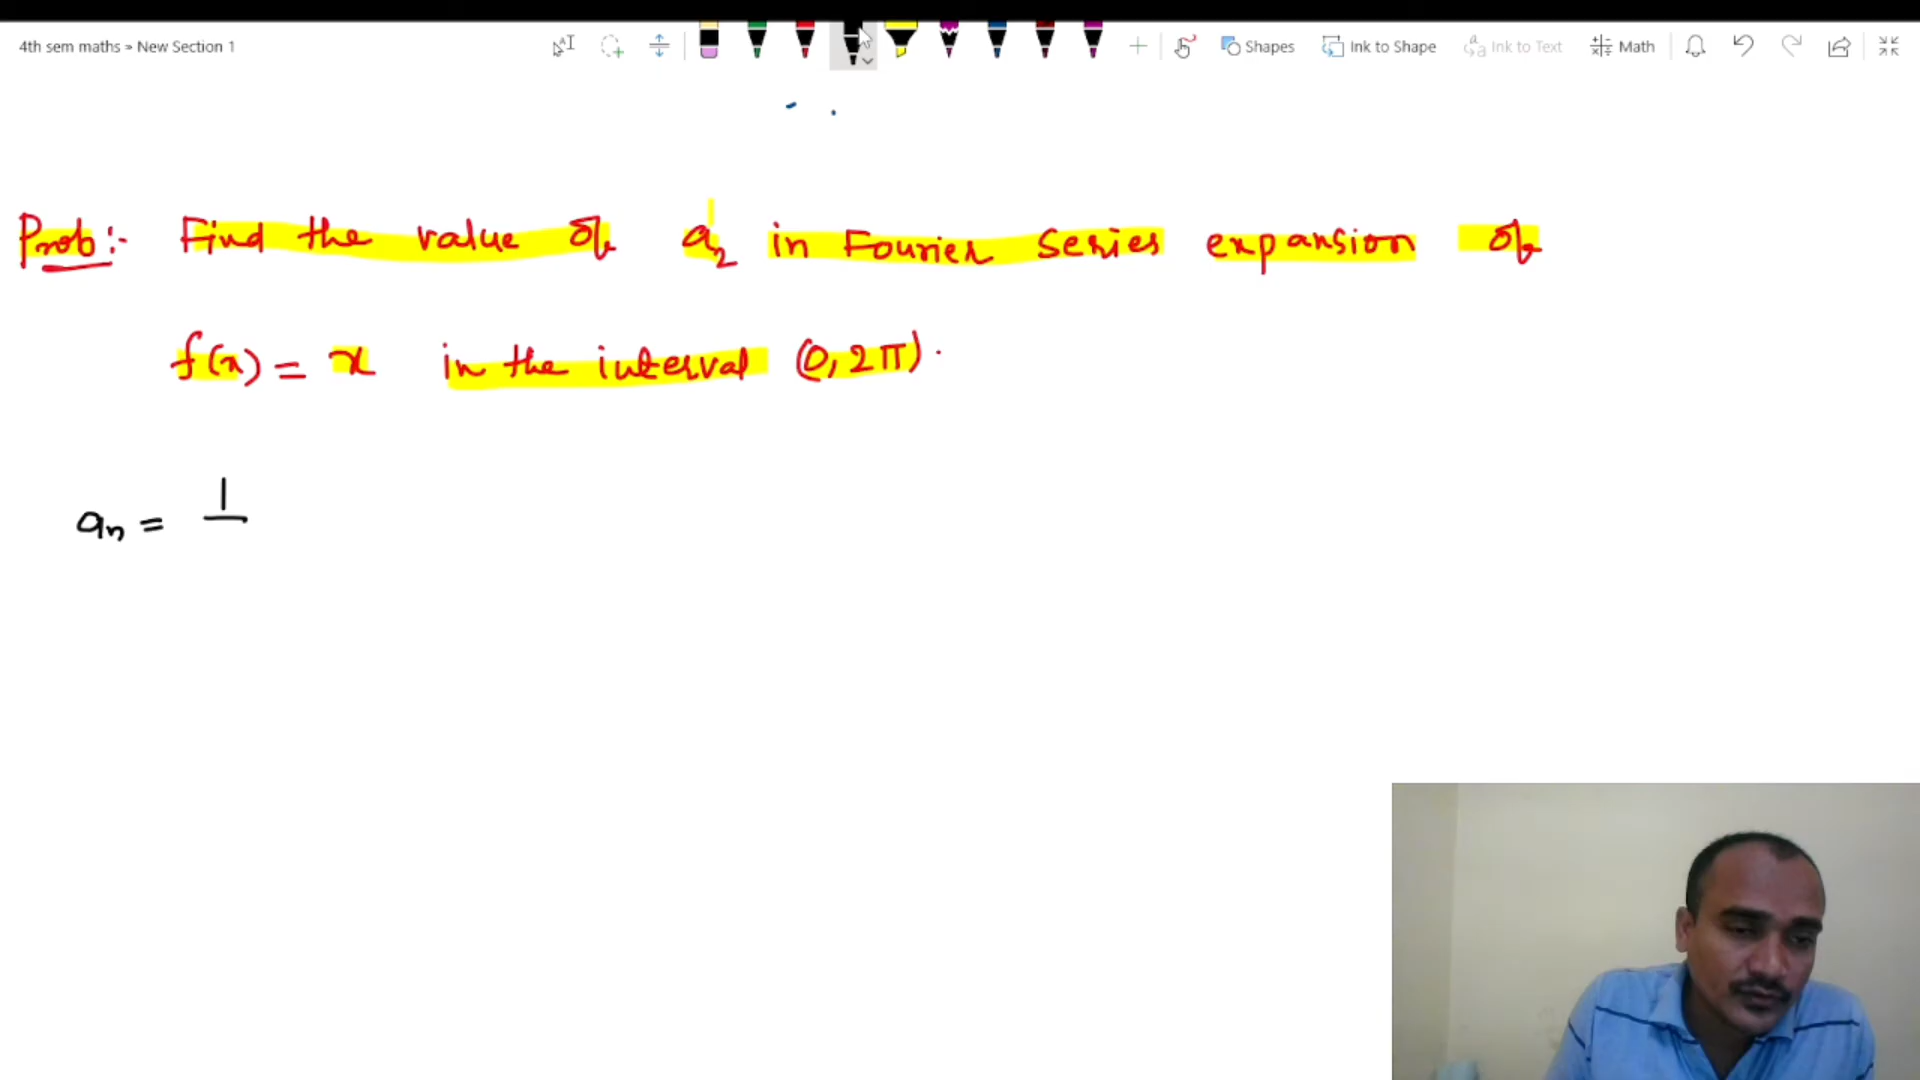 4th sem maths » New Section 1
Shapes Ink to Shape Ink to Text Math
Prob:- Find the value of a₂ in Fourier Series expansion of
f(x) = x in the interval (0, 2π).
aₙ = 1